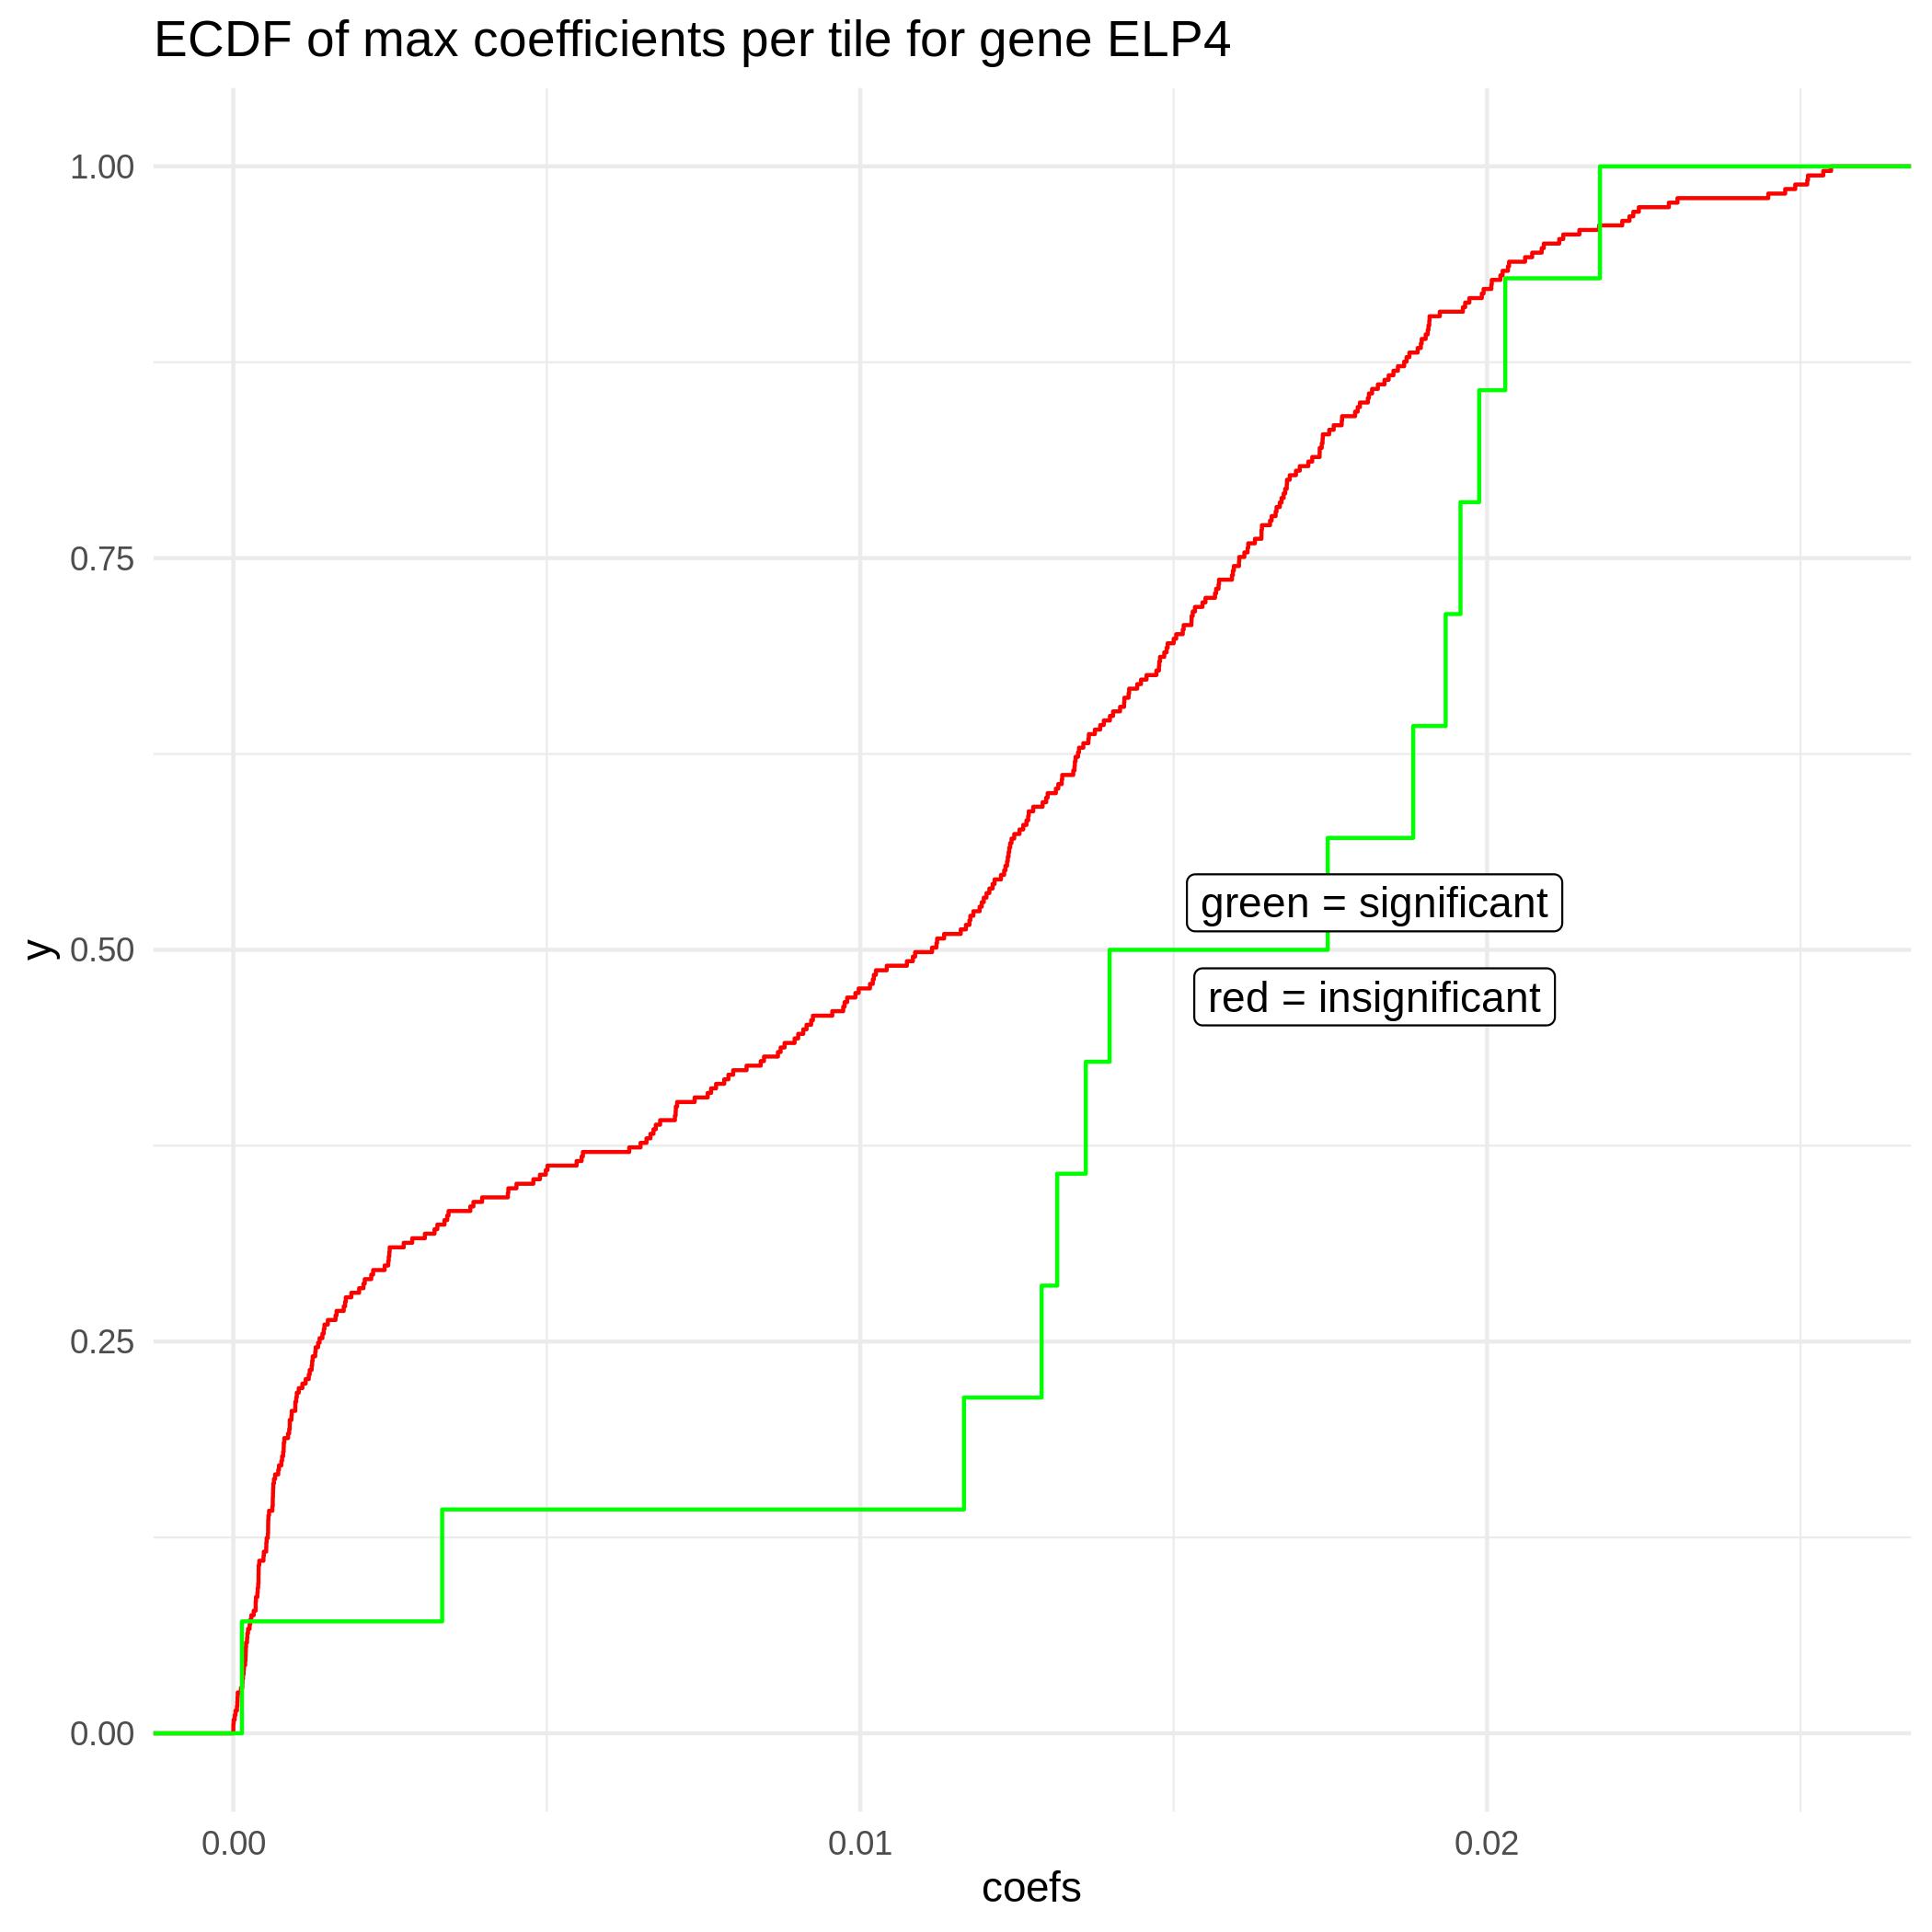 ECDF of max coefficients per tile for gene ELP4
y
1.00
0.75
0.50
0.25
0.00
green = significant
red = insignificant
0.00 0.01 0.02
coefs